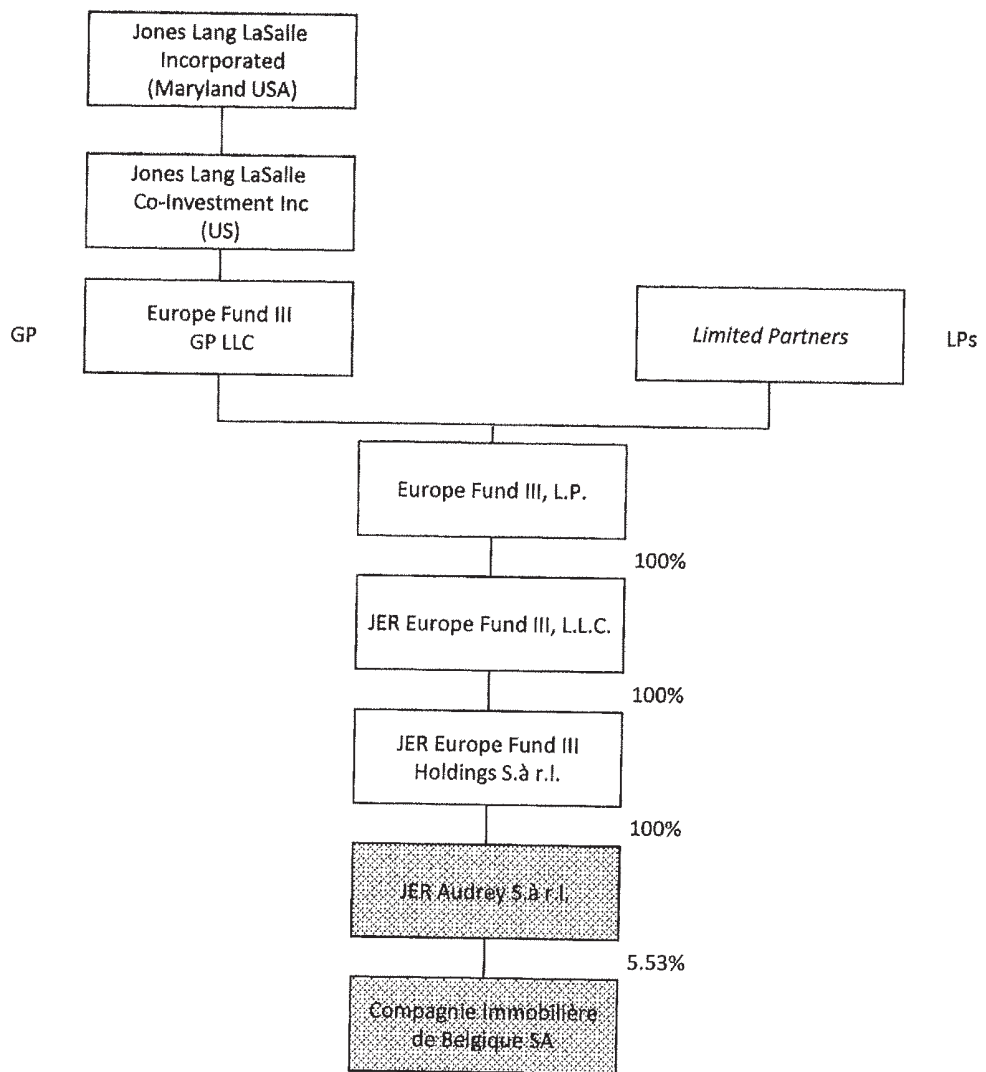 Jones Lang LaSalle
Incorporated
(Maryland USA)
Jones Lang LaSalle
Co-Investment Inc
(US)
GP
Europe Fund III
GP LLC
Limited Partners
LPs
Europe Fund III, L.P.
100%
JER Europe Fund III, L.L.C.
100%
JER Europe Fund III
Holdings S.à r.l.
100%
JER Audrey S.à r.l.
5.53%
Compagnie Immobilière
de Belgique SA